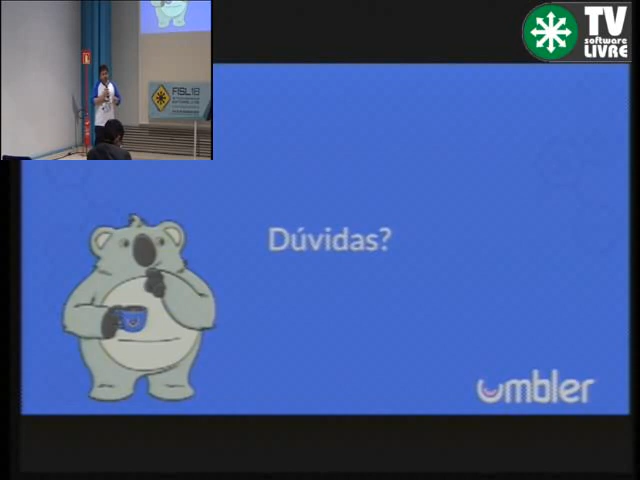 TV
software
LIVRE
FISL18
Dúvidas?
umbler